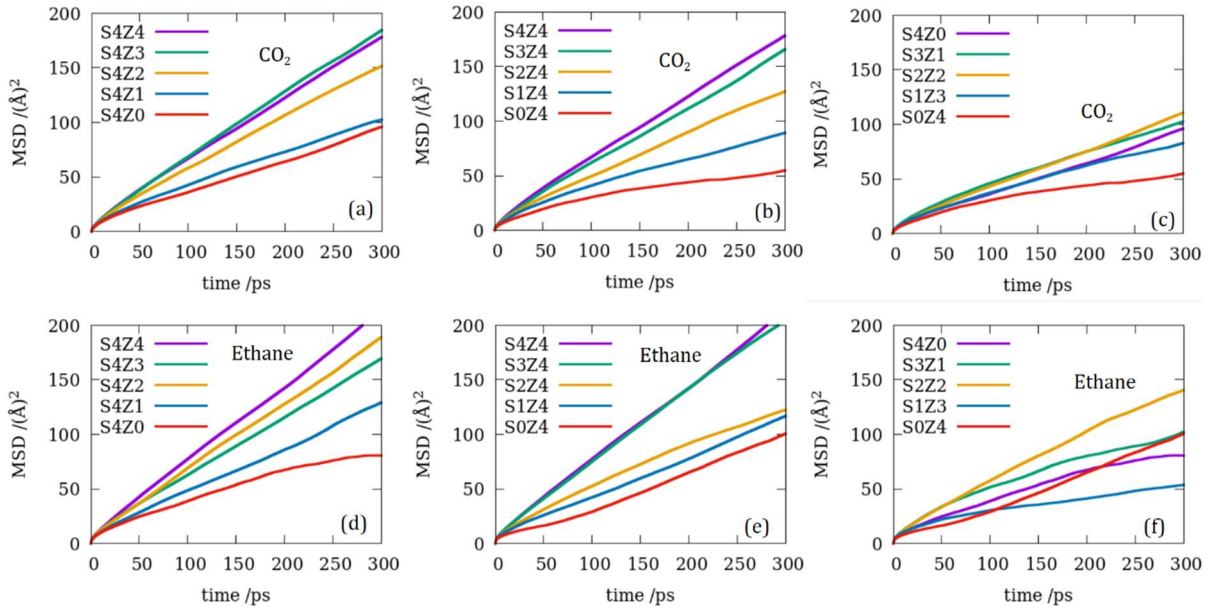 MSD /(Å)²
200
150
100
50
0
S4Z4
S4Z3
S4Z2
S4Z1
S4Z0
CO₂
(a)
0 50 100 150 200 250 300
time /ps
MSD /(Å)²
200
150
100
50
0
S4Z4
S3Z4
S2Z4
S1Z4
S0Z4
CO₂
(b)
0 50 100 150 200 250 300
time /ps
MSD /(Å)²
200
150
100
50
0
S4Z0
S3Z1
S2Z2
S1Z3
S0Z4
CO₂
(c)
0 50 100 150 200 250 300
time /ps
MSD /(Å)²
200
150
100
50
0
S4Z4
S4Z3
S4Z2
S4Z1
S4Z0
Ethane
(d)
0 50 100 150 200 250 300
time /ps
MSD /(Å)²
200
150
100
50
0
S4Z4
S3Z4
S2Z4
S1Z4
S0Z4
Ethane
(e)
0 50 100 150 200 250 300
time /ps
MSD /(Å)²
200
150
100
50
0
S4Z0
S3Z1
S2Z2
S1Z3
S0Z4
Ethane
(f)
0 50 100 150 200 250 300
time /ps